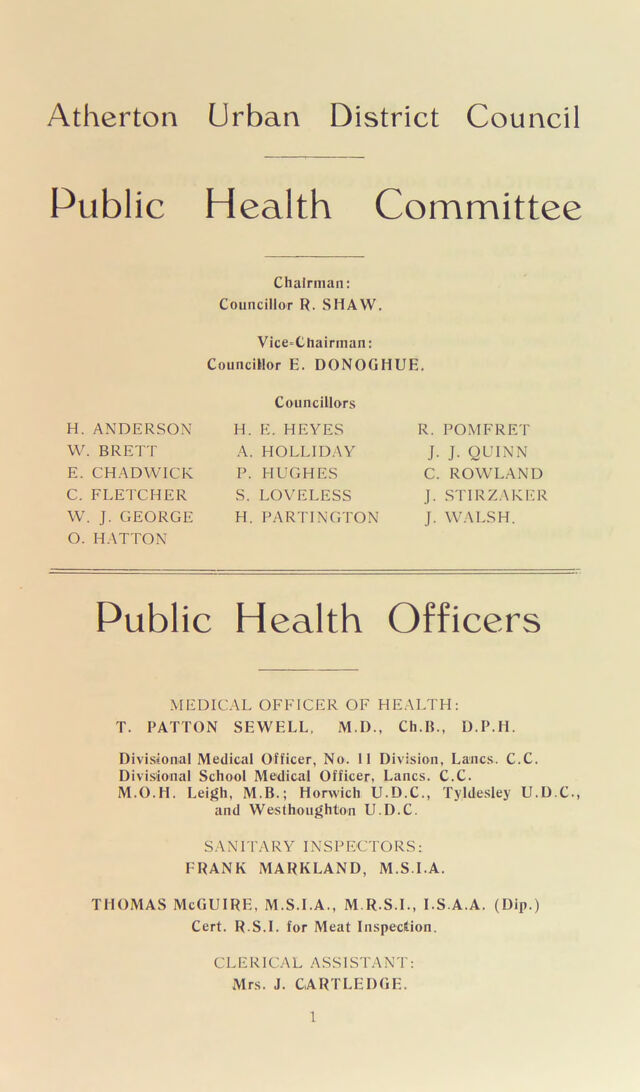 Atherton Urban District Council
Public Health Committee
Chairman:
Councillor R. SHAW.
Vice-Chairman:
Councillor E. DONOGHUE.
Councillors
H. ANDERSON H. E. HEYES R. POMFRET
W. BRETT A. HOLLIDAY J. J. QUINN
E. CHADWICK P. HUGHES C. ROWLAND
C. FLETCHER S. LOVELESS J. STIRZAKER
W. J. GEORGE H. PARTINGTON J. WALSH.
O. HATTON
Public Health Officers
MEDICAL OFFICER OF HEALTH:
T. PATTON SEWELL, M.D., Ch.B., D.P.H.
Divisional Medical Officer, No. 11 Division, Lancs. C.C.
Divisional School Medical Officer, Lancs. C.C.
M.O.H. Leigh, M.B.; Horwich U.D.C., Tyldesley U.D.C.,
and Westhoughton U.D.C.
SANITARY INSPECTORS:
FRANK MARKLAND, M.S.I.A.
THOMAS McGUIRE, M.S.I.A., M.R.S.I., I.S.A.A. (Dip.)
Cert. R.S.I. for Meat Inspection.
CLERICAL ASSISTANT:
Mrs. J. CARTLEDGE.
1